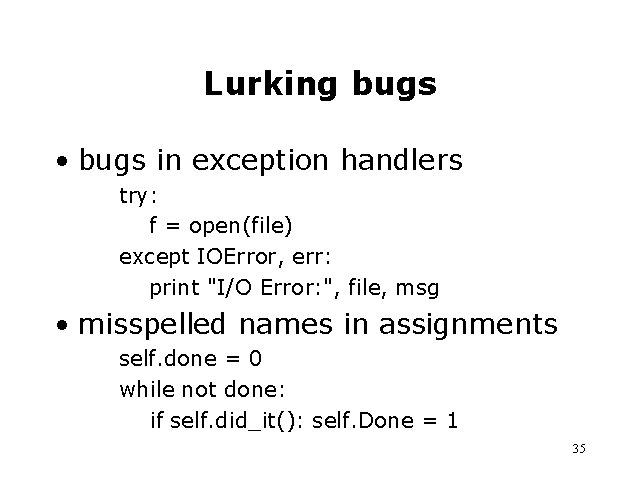 Lurking bugs
• bugs in exception handlers
try:
f = open(file)
except IOError, err:
print "I/O Error:", file, msg
• misspelled names in assignments
self.done = 0
while not done:
if self.did_it(): self.Done = 1
35